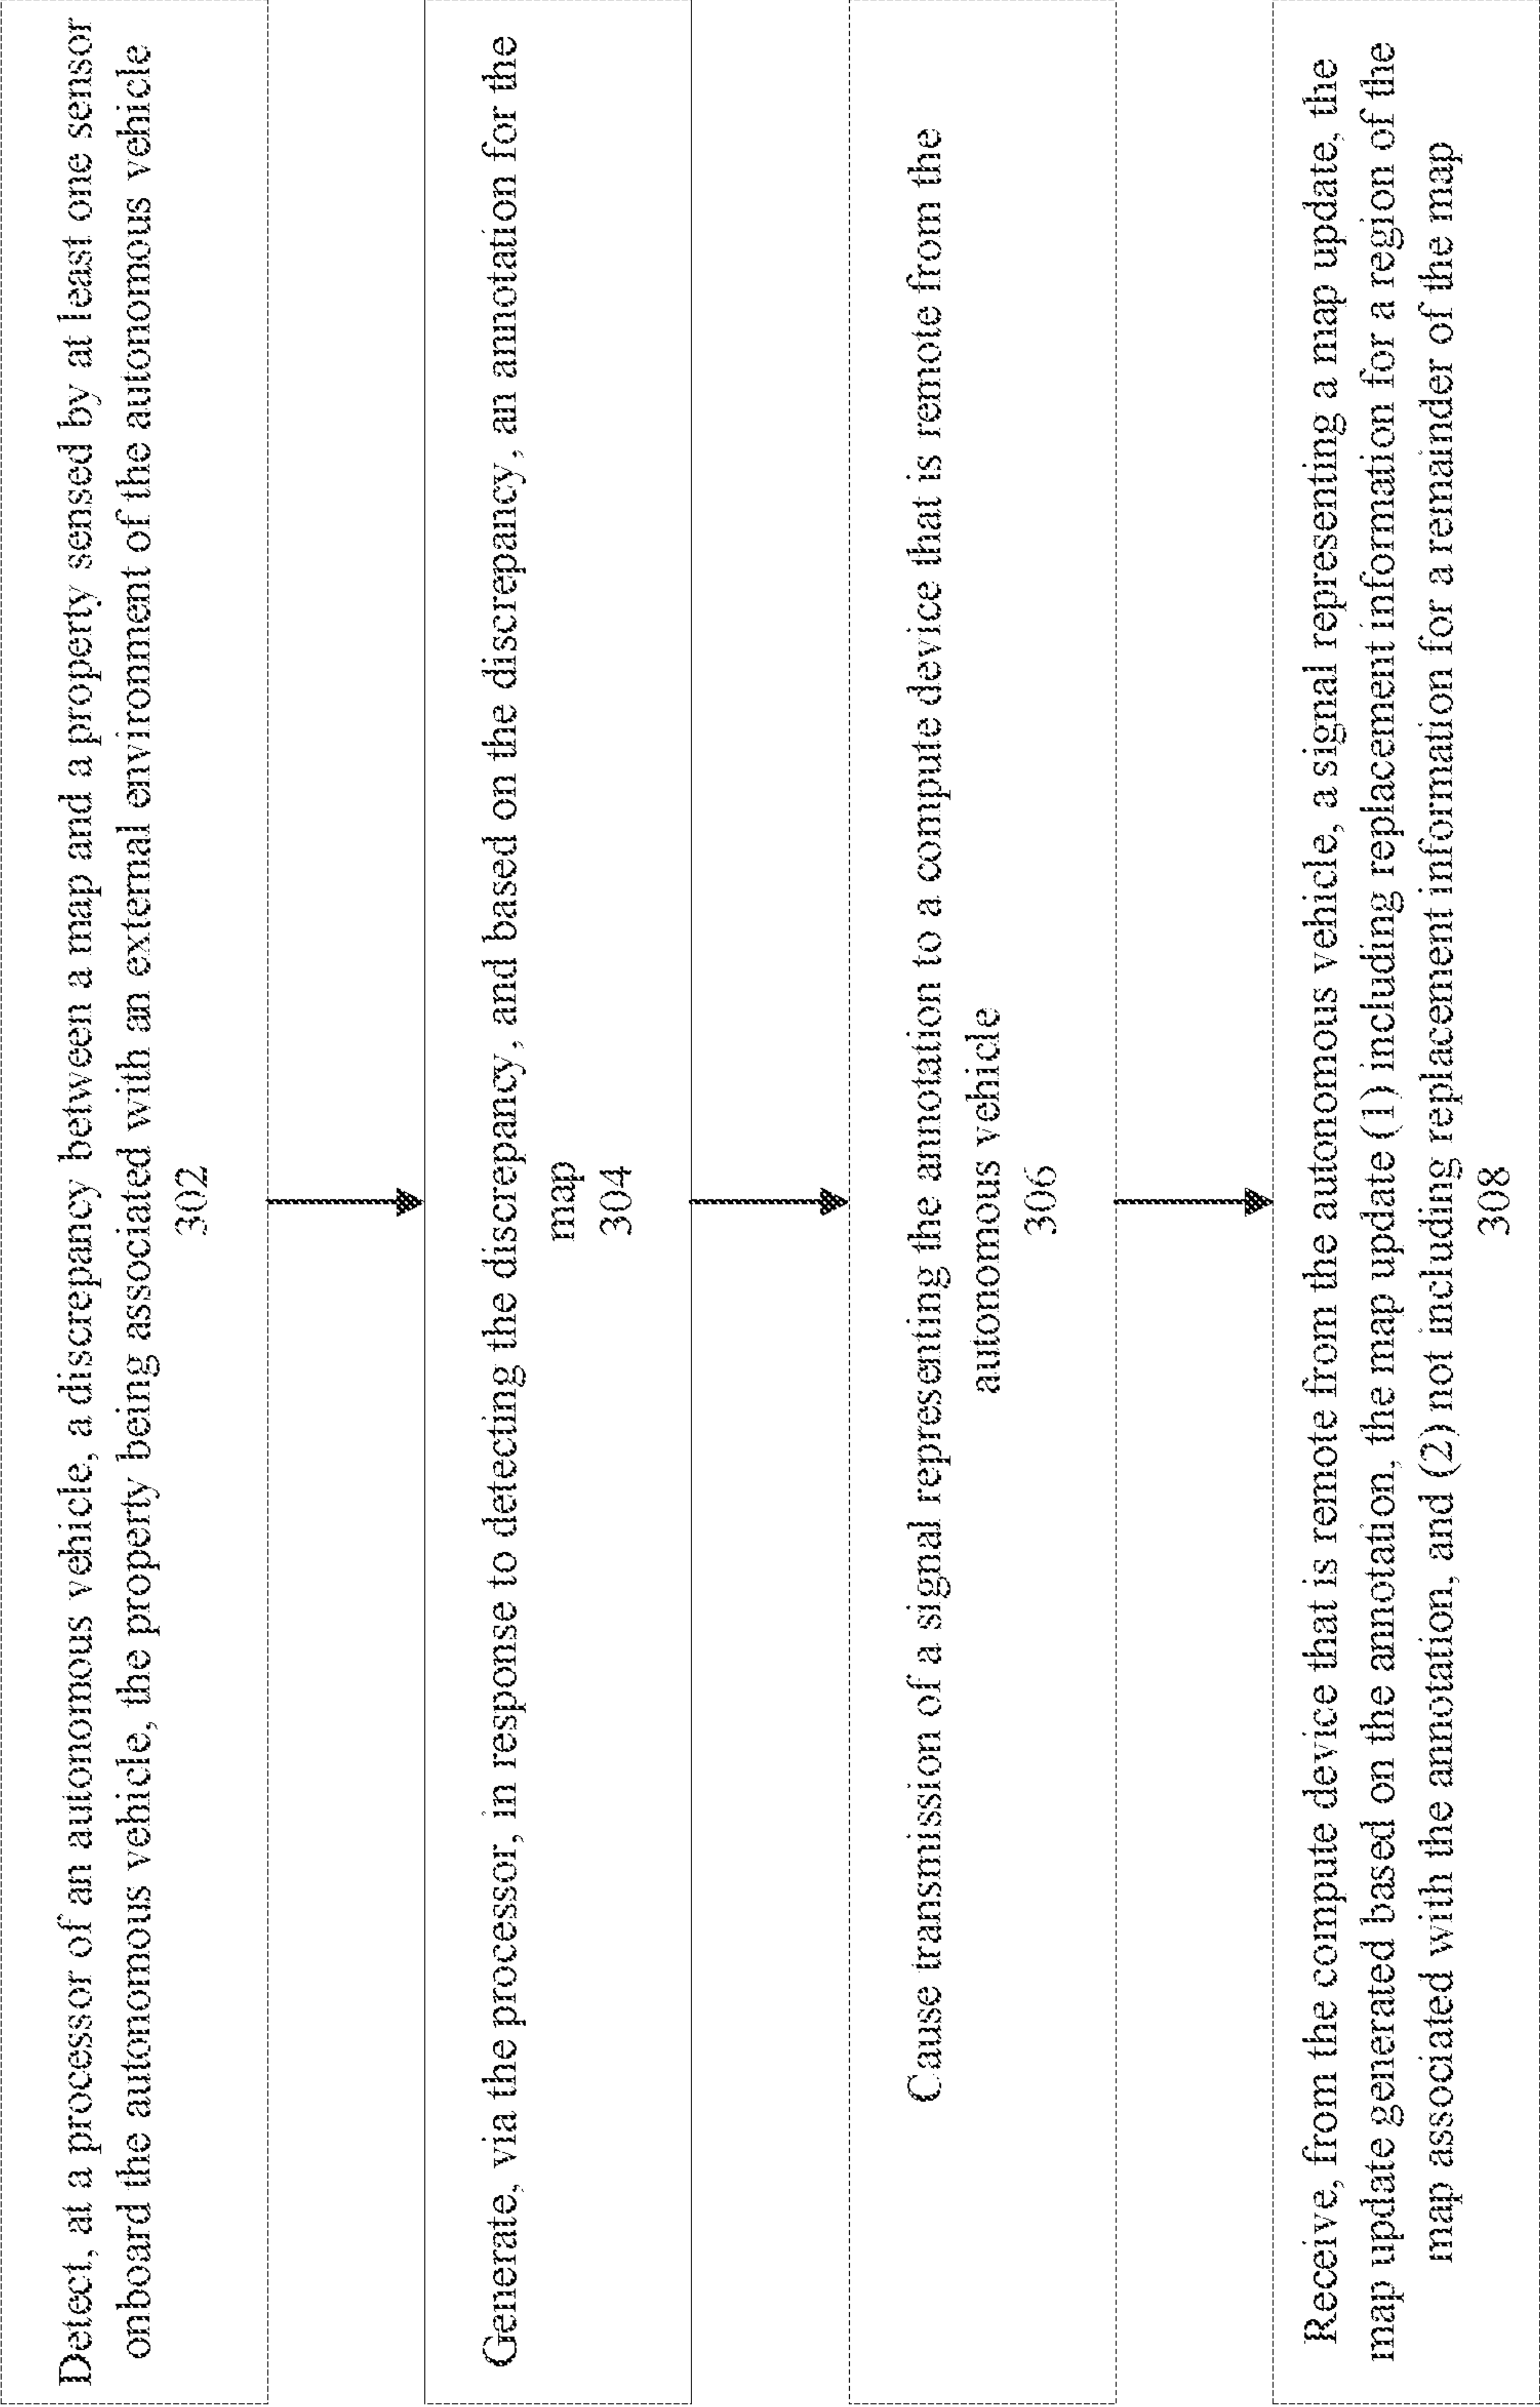 Detect, at a processor of an autonomous vehicle, a discrepancy between a map and a property sensed by at least one sensor
onboard the autonomous vehicle, the property being associated with an external environment of the autonomous vehicle
302
Generate, via the processor, in response to detecting the discrepancy, and based on the discrepancy, an annotation for the
map
304
Cause transmission of a signal representing the annotation to a compute device that is remote from the
autonomous vehicle
306
Receive, from the compute device that is remote from the autonomous vehicle, a signal representing a map update, the
map update generated based on the annotation, the map update (1) including replacement information for a region of the
map associated with the annotation, and (2) not including replacement information for a remainder of the map
308